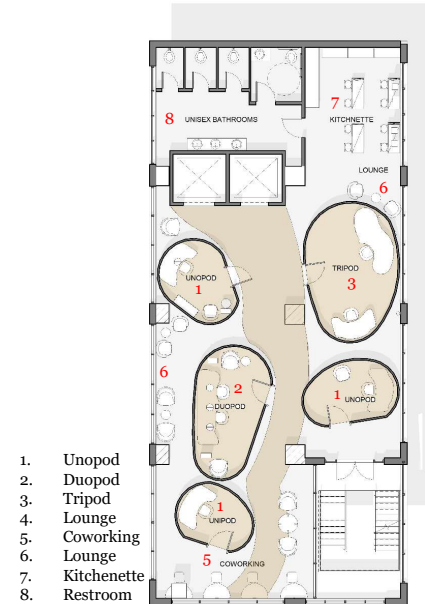 7
8 UNISEX BATHROOMS
KITCHNETTE
LOUNGE
6
UNOPOD
1
TRIPOD
3
6
2
DUOPOD
1 UNOPOD
1
UNIPOD
5 COWORKING
1. Unopod
2. Duopod
3. Tripod
4. Lounge
5. Coworking
6. Lounge
7. Kitchenette
8. Restroom